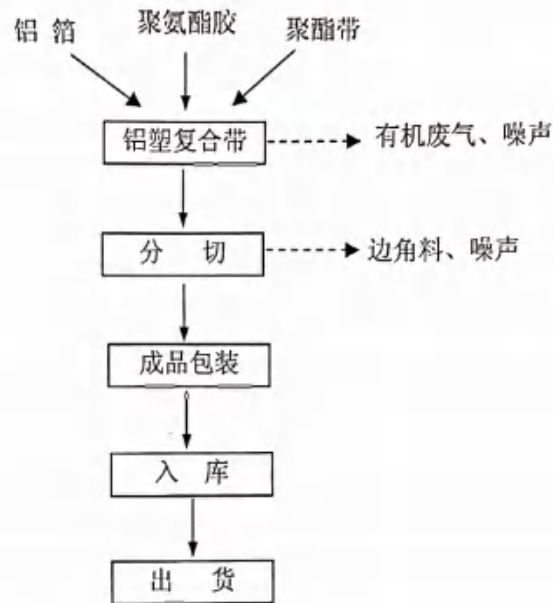 铝 箔
聚氨酯胶
聚酯带
铝塑复合带
有机废气、噪声
分 切
边角料、噪声
成品包装
入 库
出 货